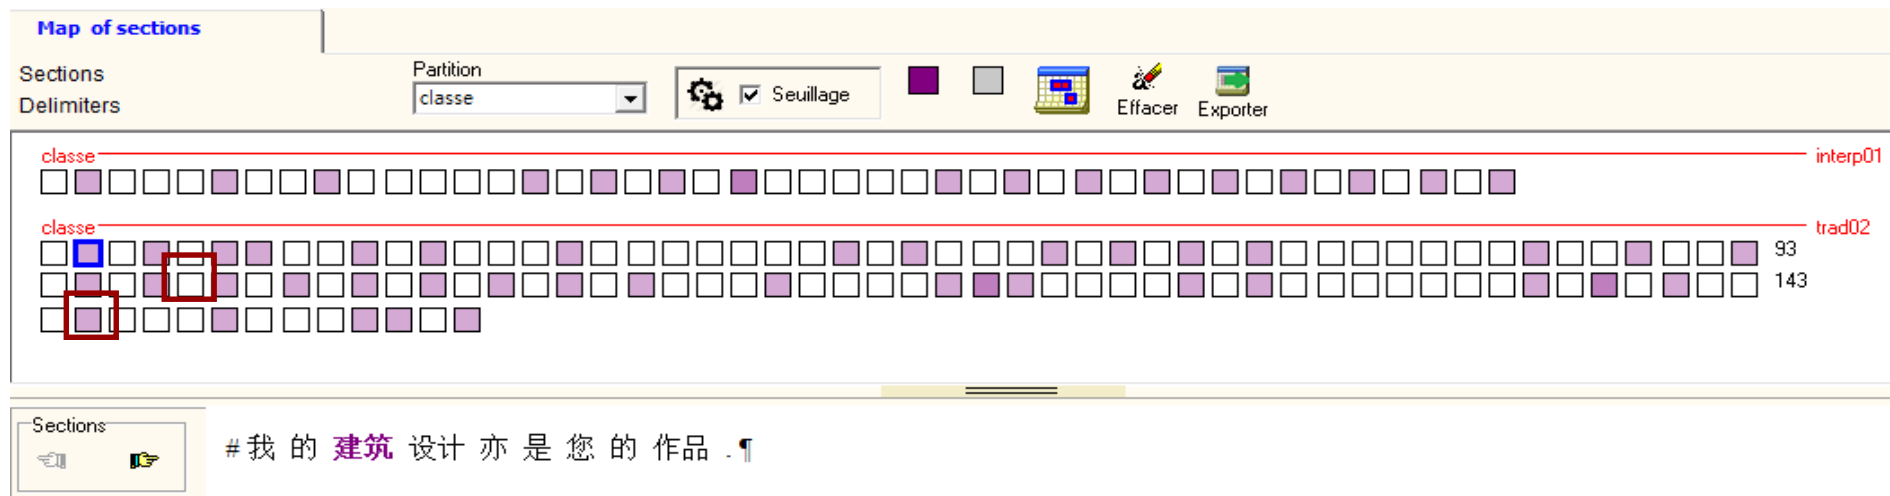 Map of sections
Sections
Delimiters
Partition
classe
Seuillage
Effacer
Exporter
classe interp01
classe trad02
93
143
Sections
#我 的 建筑 设计 亦 是 您 的 作品 .¶